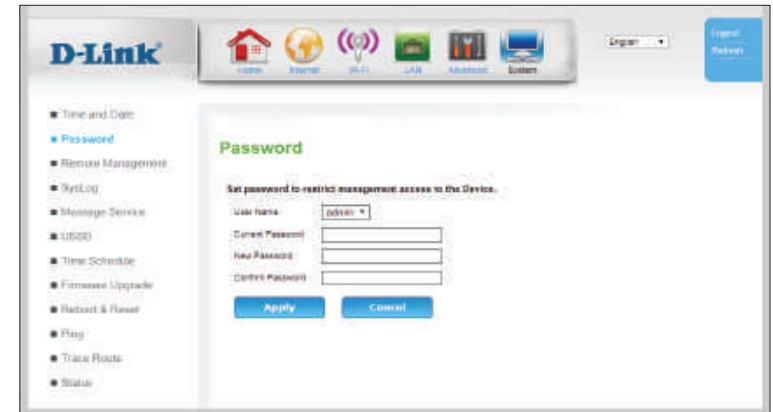 D-Link
Home Internet Wi-Fi LAN Advanced System
English
Logout
Refresh
Time and Date
Password
Remote Management
SysLog
Message Service
USSD
Time Schedule
Firmware Upgrade
Reboot & Reset
Ping
Trace Route
Status
Password
Set password to restrict management access to the Device.
User Name admin
Current Password
New Password
Confirm Password
Apply Cancel